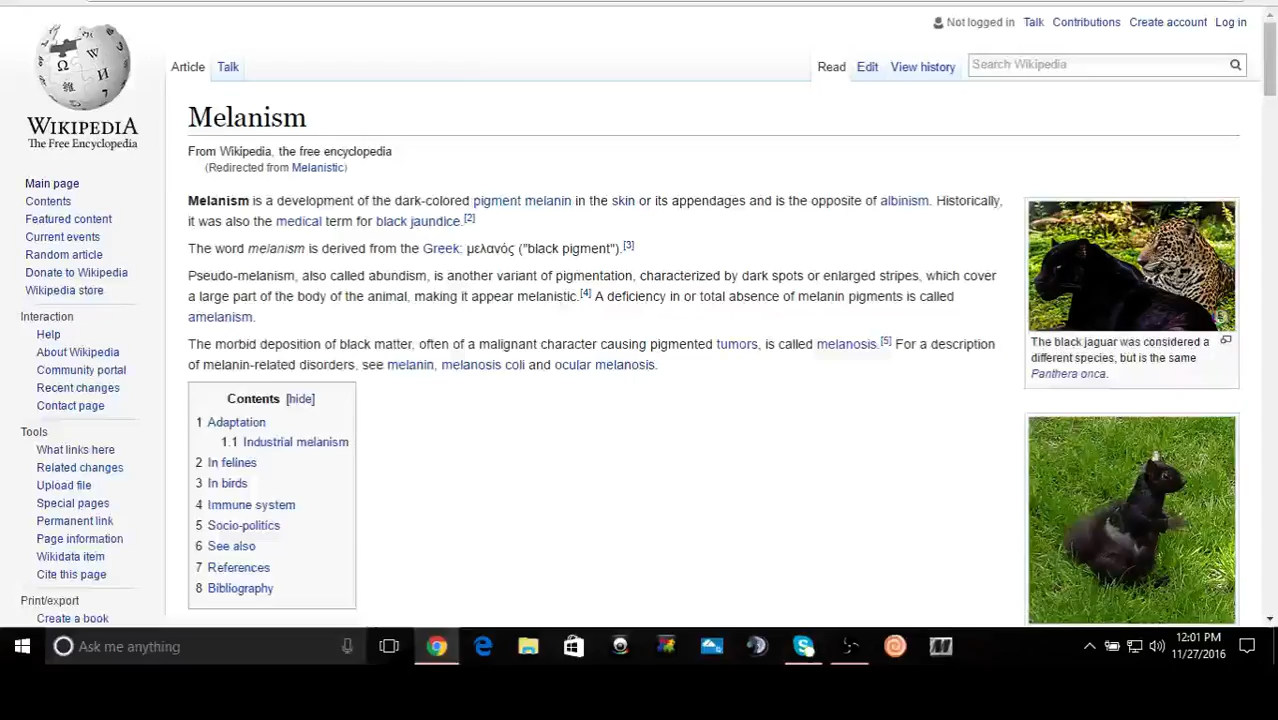 Not logged in Talk Contributions Create account Log in
Article Talk Read Edit View history Search Wikipedia
WIKIPEDIA
The Free Encyclopedia
Main page
Contents
Featured content
Current events
Random article
Donate to Wikipedia
Wikipedia store
Interaction
Help
About Wikipedia
Community portal
Recent changes
Contact page
Tools
What links here
Related changes
Upload file
Special pages
Permanent link
Page information
Wikidata item
Cite this page
Print/export
Create a book
Melanism
From Wikipedia, the free encyclopedia
(Redirected from Melanistic)
Melanism is a development of the dark-colored pigment melanin in the skin or its appendages and is the opposite of albinism. Historically,
it was also the medical term for black jaundice.[2]
The word melanism is derived from the Greek: μελανός ("black pigment").[3]
Pseudo-melanism, also called abundism, is another variant of pigmentation, characterized by dark spots or enlarged stripes, which cover
a large part of the body of the animal, making it appear melanistic.[4] A deficiency in or total absence of melanin pigments is called
amelanism.
The morbid deposition of black matter, often of a malignant character causing pigmented tumors, is called melanosis.[5] For a description
of melanin-related disorders, see melanin, melanosis coli and ocular melanosis.
Contents [hide]
1 Adaptation
1.1 Industrial melanism
2 In felines
3 In birds
4 Immune system
5 Socio-politics
6 See also
7 References
8 Bibliography
The black jaguar was considered a
different species, but is the same
Panthera onca.
Ask me anything
12:01 PM
11/27/2016